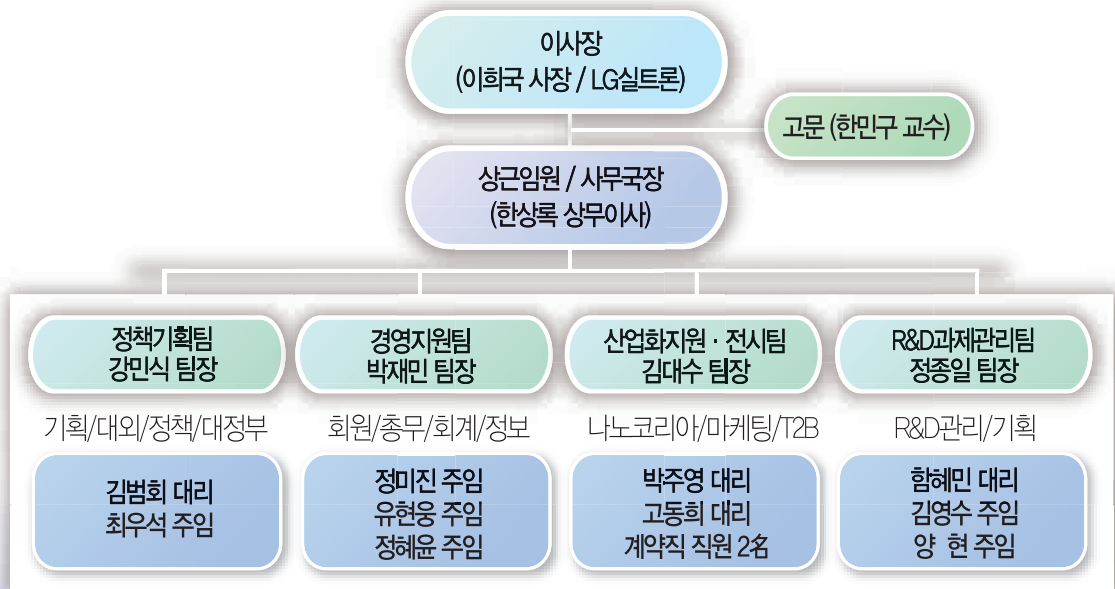 이사장
(이희국 사장 / LG실트론)
고문 (한민구 교수)
상근임원 / 사무국장
(한상록 상무이사)
정책기획팀
강민식 팀장
기획/대외/정책/대정부
김범회 대리
최우석 주임
경영지원팀
박재민 팀장
회원/총무/회계/정보
정미진 주임
유현웅 주임
정혜윤 주임
산업화지원 · 전시팀
김대수 팀장
나노코리아/마케팅/T2B
박주영 대리
고동희 대리
계약직 직원 2名
R&D과제관리팀
정종일 팀장
R&D관리/기획
함혜민 대리
김영수 주임
양 현 주임